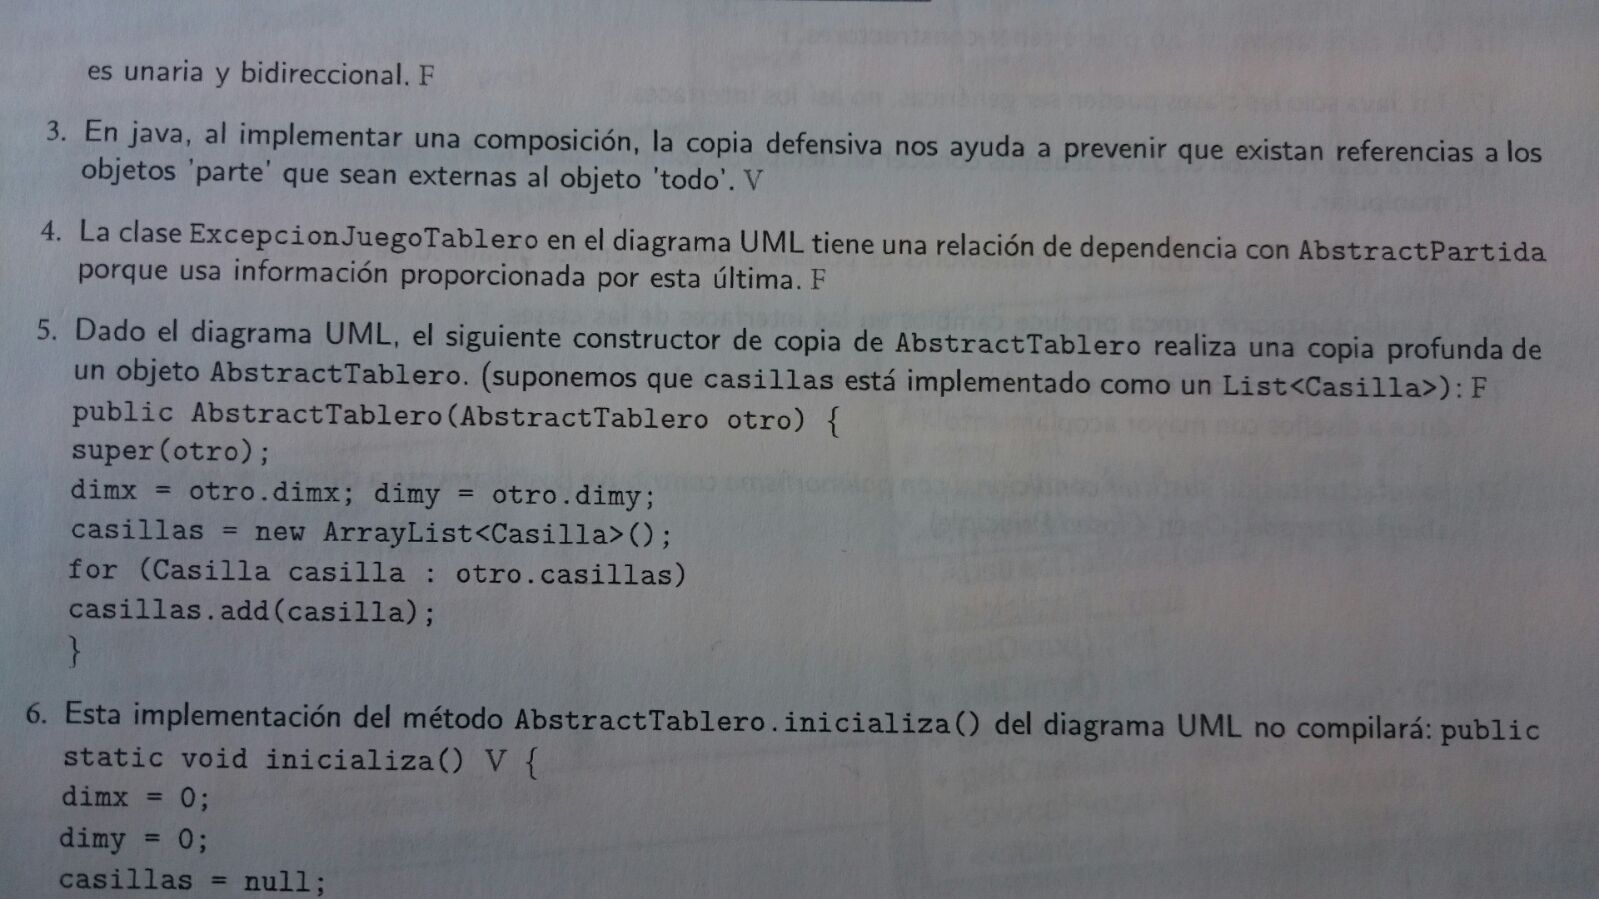 es unaria y bidireccional. F
3. En java, al implementar una composición, la copia defensiva nos ayuda a prevenir que existan referencias a los
objetos 'parte' que sean externas al objeto 'todo'. V
4. La clase ExcepcionJuegoTablero en el diagrama UML tiene una relación de dependencia con AbstractPartida
porque usa información proporcionada por esta última. F
5. Dado el diagrama UML, el siguiente constructor de copia de AbstractTablero realiza una copia profunda de
un objeto AbstractTablero. (suponemos que casillas está implementado como un List<Casilla>): F
public AbstractTablero(AbstractTablero otro) {
super(otro);
dimx = otro.dimx; dimy = otro.dimy;
casillas = new ArrayList<Casilla>();
for (Casilla casilla : otro.casillas)
casillas.add(casilla);
}
6. Esta implementación del método AbstractTablero.inicializa() del diagrama UML no compilará: public
static void inicializa() V {
dimx = 0;
dimy = 0;
casillas = null;